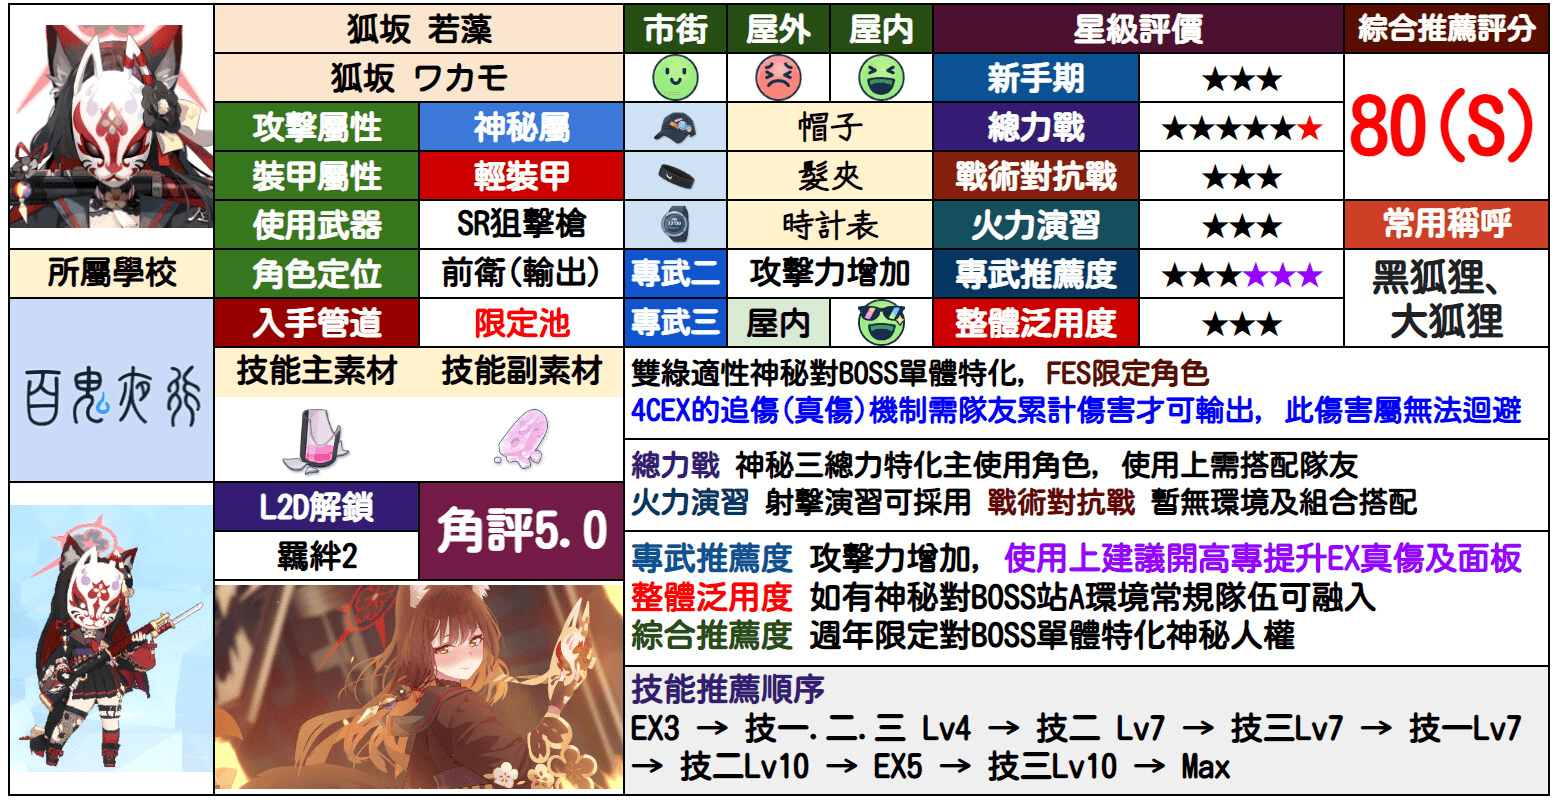 狐坂 若藻
市街
屋外
屋內
星級評價
綜合推薦評分
狐坂 ワカモ
新手期
★★★
80(S)
攻擊屬性
神秘屬
帽子
總力戰
★★★★★★
裝甲屬性
輕裝甲
髮夾
戰術對抗戰
★★★
使用武器
SR狙擊槍
時計表
火力演習
★★★
常用稱呼
所屬學校
角色定位
前衛(輸出)
專武二
攻擊力增加
專武推薦度
★★★★★★
黑狐狸、
大狐狸
入手管道
限定池
專武三
屋內
整體泛用度
★★★
百鬼夜行
技能主素材
技能副素材
雙綠適性神秘對BOSS單體特化, FES限定角色
4CEX的追傷(真傷)機制需隊友累計傷害才可輸出, 此傷害屬無法迴避
總力戰 神秘三總力特化主使用角色, 使用上需搭配隊友
火力演習 射擊演習可採用 戰術對抗戰 暫無環境及組合搭配
L2D解鎖
羈絆2
角評5.0
專武推薦度 攻擊力增加, 使用上建議開高專提升EX真傷及面板
整體泛用度 如有神秘對BOSS站A環境常規隊伍可融入
綜合推薦度 週年限定對BOSS單體特化神秘人權
技能推薦順序
EX3 → 技一.二.三 Lv4 → 技二 Lv7 → 技三Lv7 → 技一Lv7
→ 技二Lv10 → EX5 → 技三Lv10 → Max